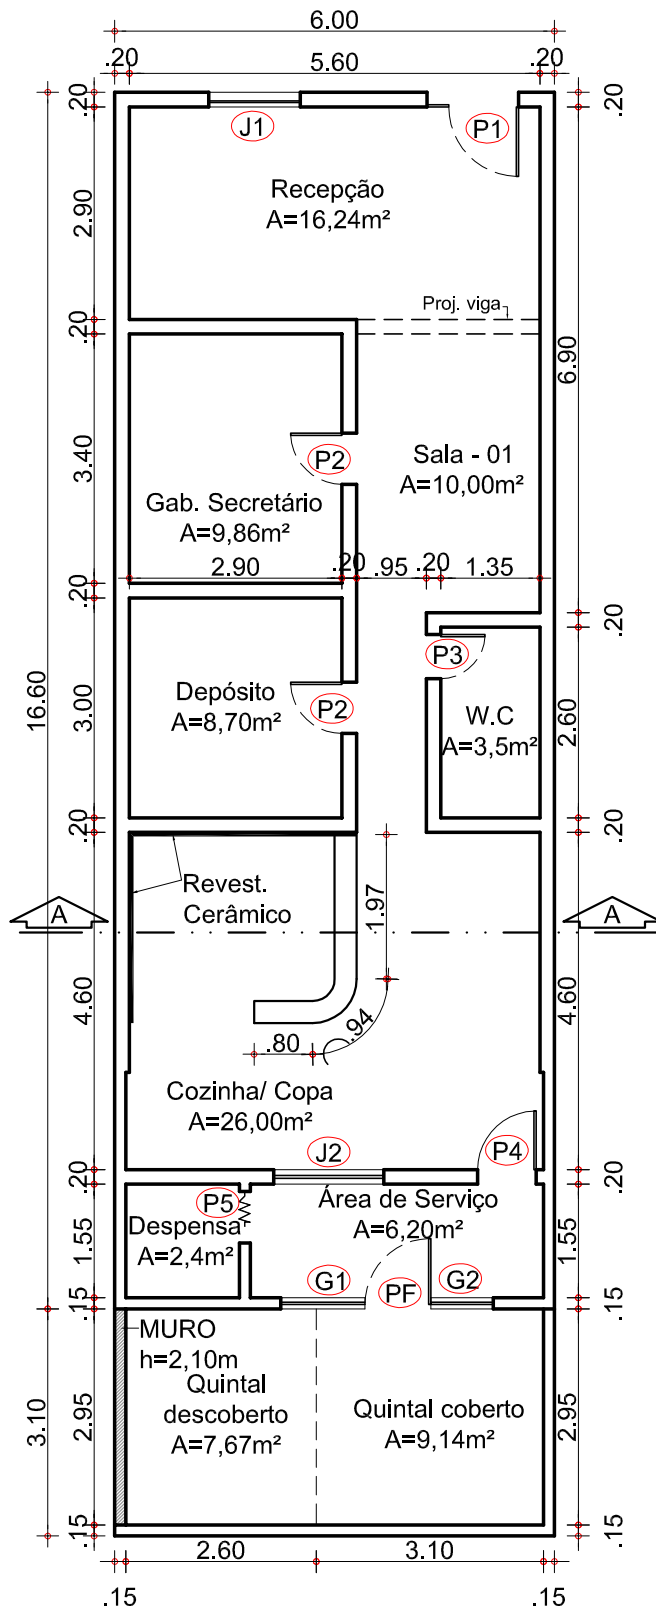 6.00
.20
5.60
.20
.20
.20
J1
P1
Recepção
A=16,24m²
2.90
Proj. viga
.20
6.90
3.40
P2
Sala - 01
A=10,00m²
Gab. Secretário
A=9,86m²
2.90
.20
.95
.20
1.35
.20
.20
P3
16.60
3.00
Depósito
A=8,70m²
P2
W.C
A=3,5m²
2.60
.20
.20
Revest.
Cerâmico
1.97
A
A
4.60
4.60
.94
.80
Cozinha/ Copa
A=26,00m²
J2
P4
.20
.20
P5
Área de Serviço
A=6,20m²
Despensa
A=2,4m²
1.55
1.55
G1
PF
G2
.15
.15
MURO
h=2,10m
Quintal
descoberto
A=7,67m²
Quintal coberto
A=9,14m²
3.10
2.95
2.95
.15
.15
2.60
3.10
.15
.15